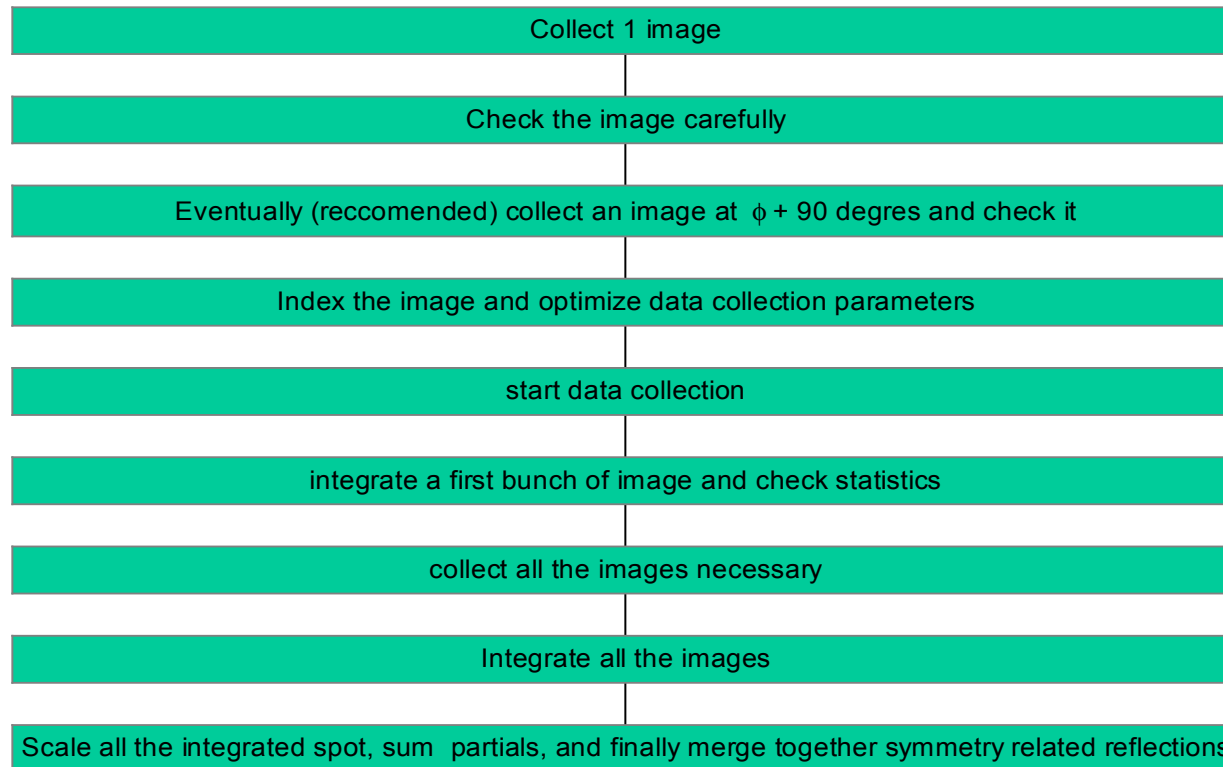 Collect 1 image
Check the image carefully
Eventually (reccomended) collect an image at ϕ + 90 degres and check it
Index the image and optimize data collection parameters
start data collection
integrate a first bunch of image and check statistics
collect all the images necessary
Integrate all the images
Scale all the integrated spot, sum partials, and finally merge together symmetry related reflections